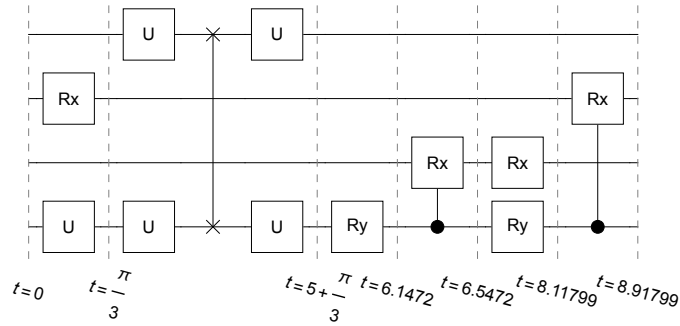 U U
Rx Rx
Rx Rx
U U U Ry Ry
t=0 t=π/3 t=5+π/3 t=6.1472 t=6.5472 t=8.11799 t=8.91799